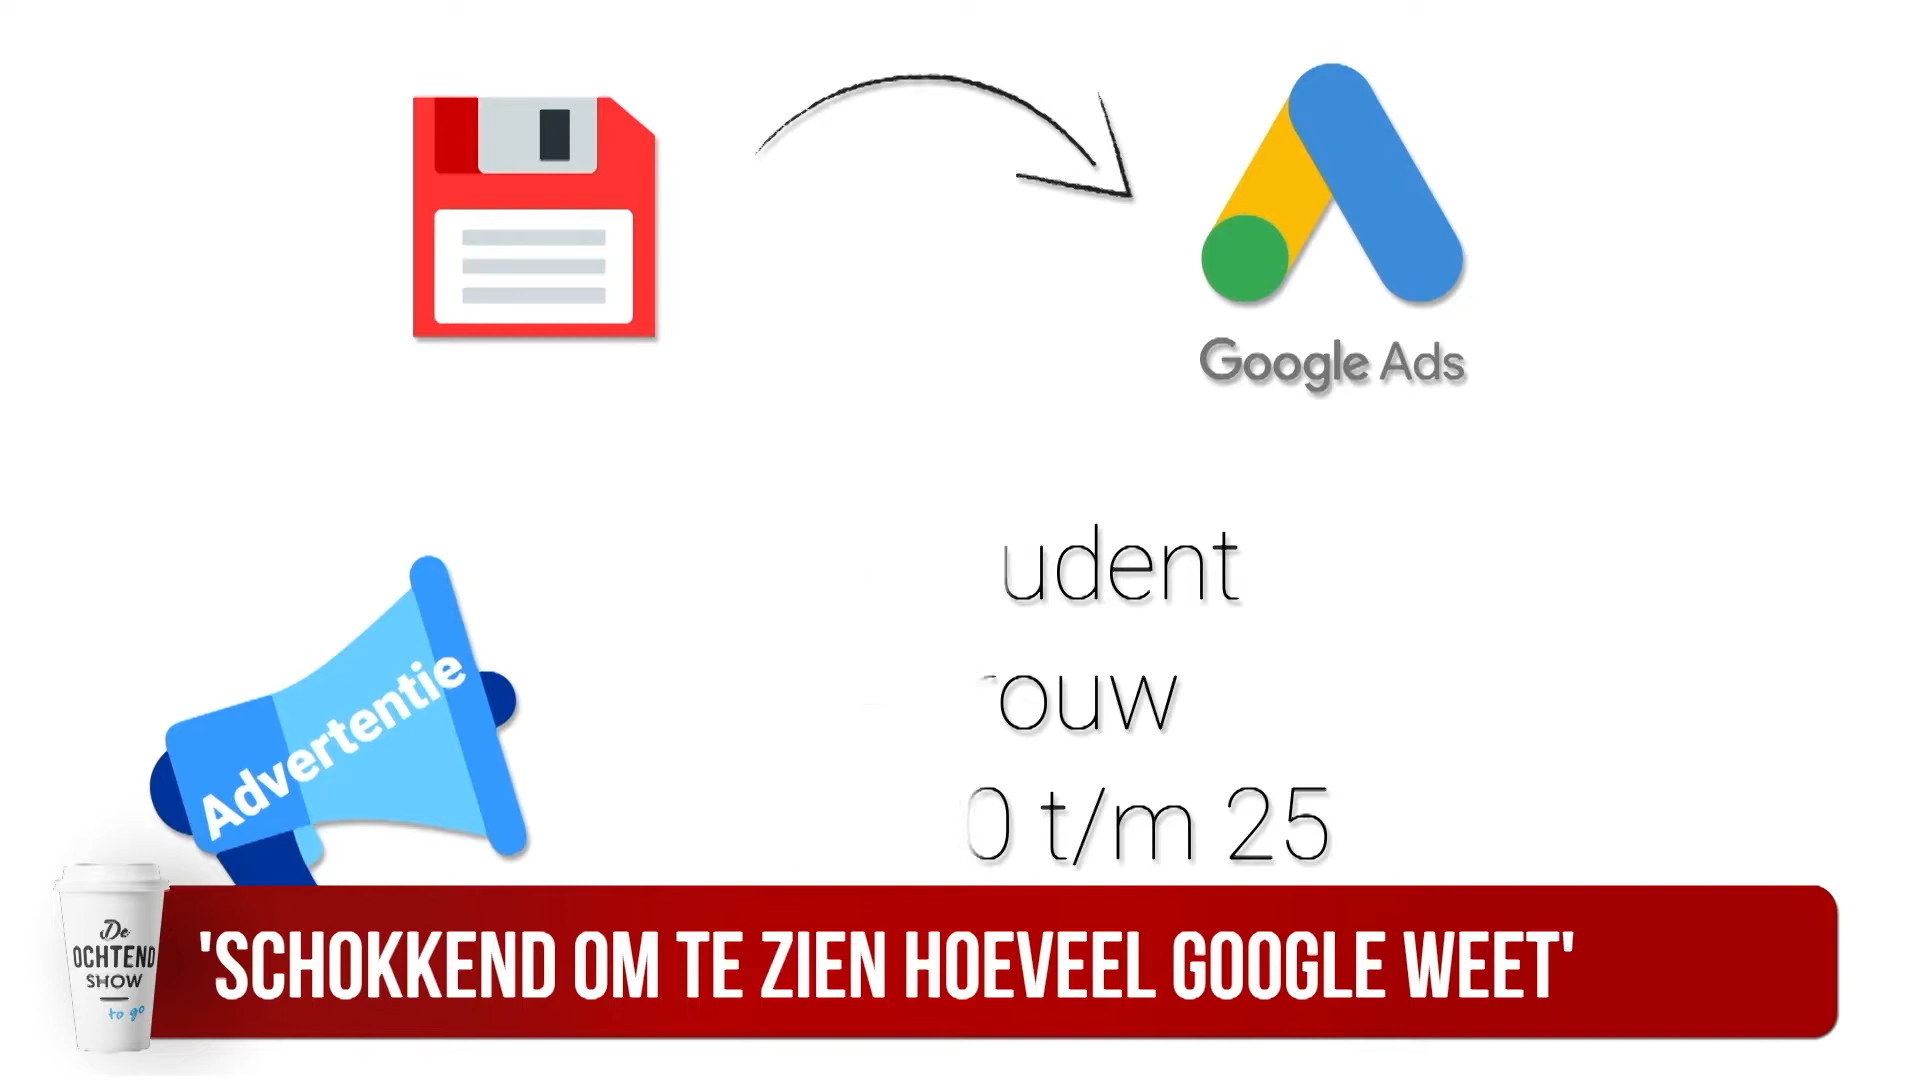 Google Ads
udent
ouw
0 t/m 25
Advertentie
De
OCHTEND
SHOW
to go
'SCHOKKEND OM TE ZIEN HOEVEEL GOOGLE WEET'